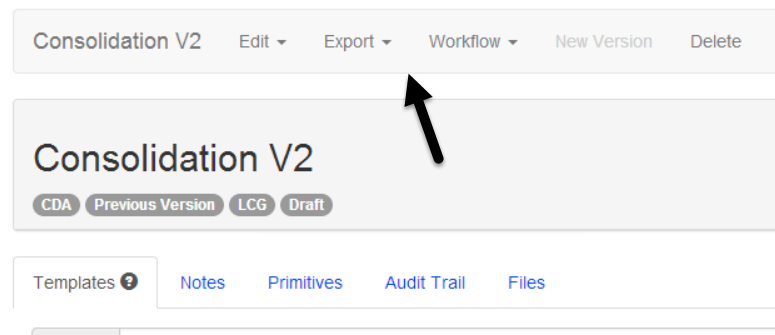 Consolidation V2 Edit Export Workflow New Version Delete
Consolidation V2
CDA Previous Version LCG Draft
Templates ? Notes Primitives Audit Trail Files